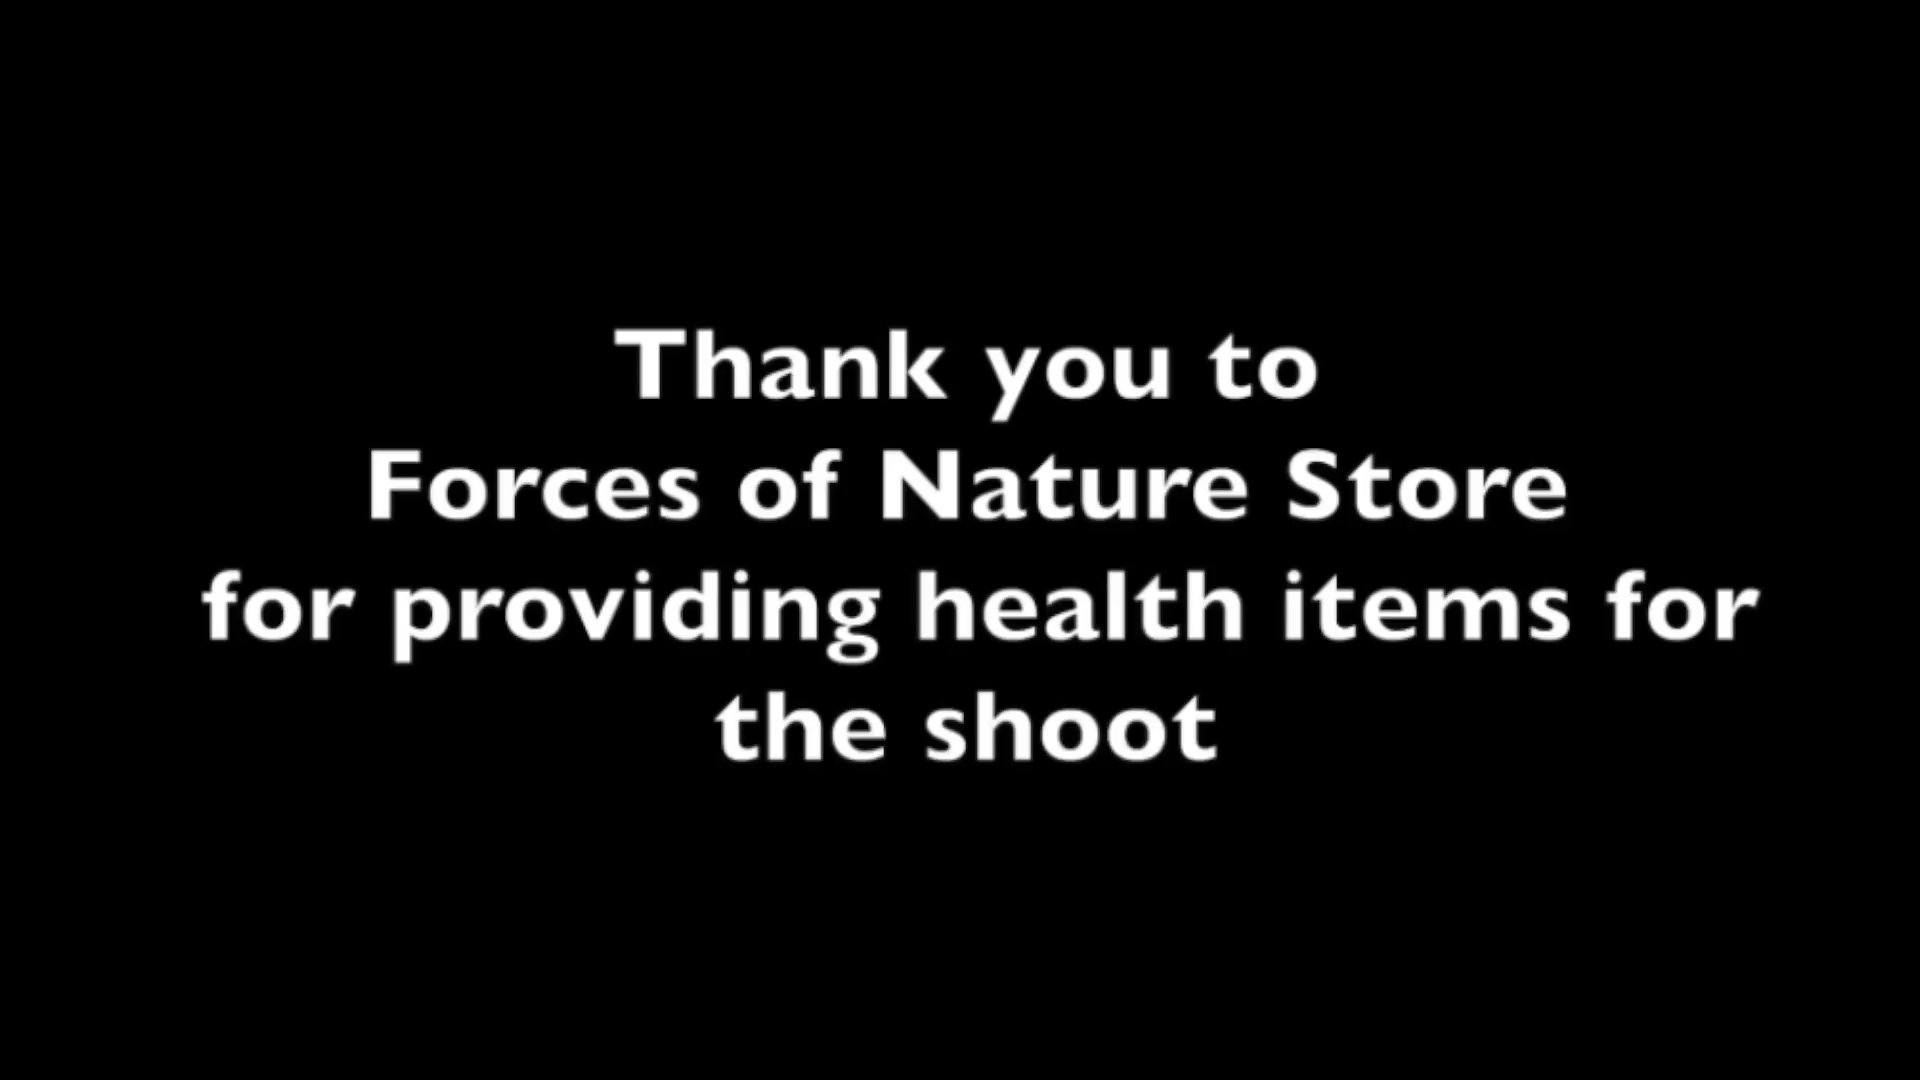 Thank you to
Forces of Nature Store
for providing health items for
the shoot